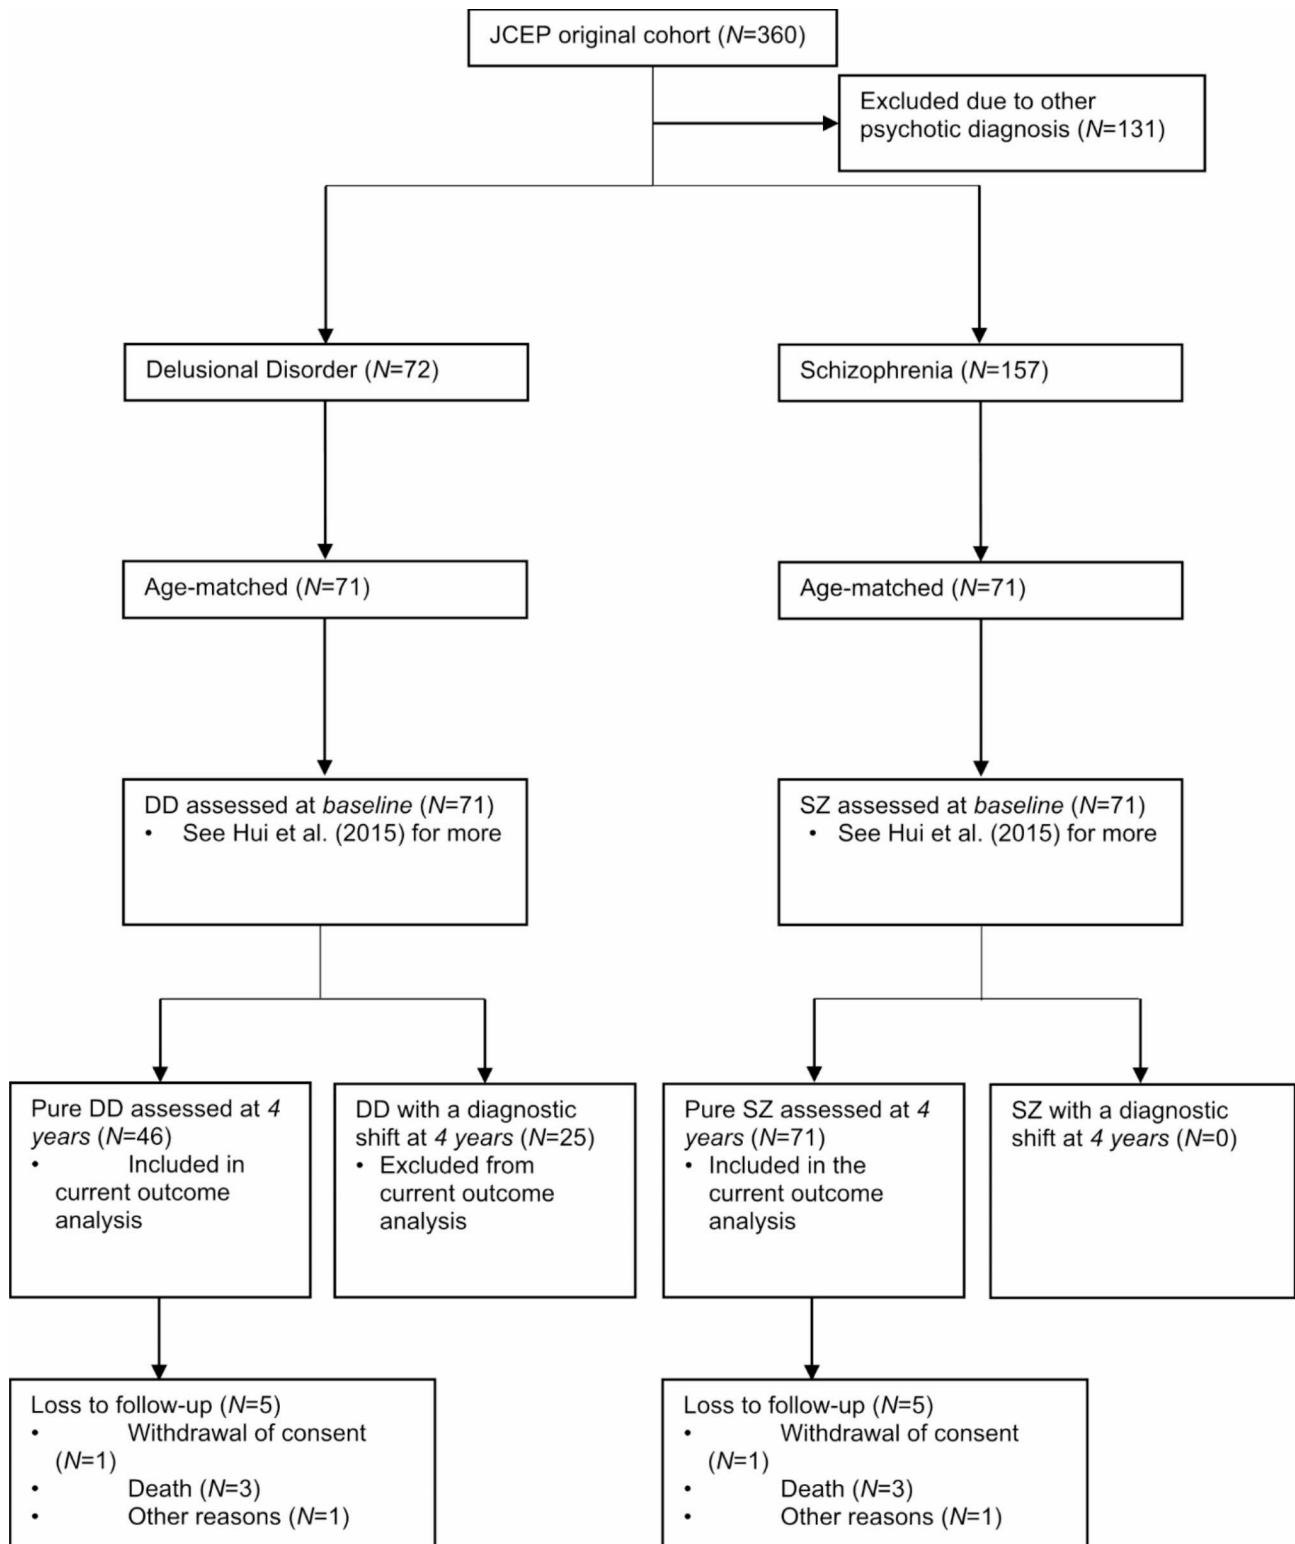 JCEP original cohort (N=360)
Excluded due to other
psychotic diagnosis (N=131)
Delusional Disorder (N=72)
Schizophrenia (N=157)
Age-matched (N=71)
Age-matched (N=71)
DD assessed at baseline (N=71)
• See Hui et al. (2015) for more
SZ assessed at baseline (N=71)
• See Hui et al. (2015) for more
Pure DD assessed at 4
years (N=46)
• Included in
current outcome
analysis
DD with a diagnostic
shift at 4 years (N=25)
• Excluded from
current outcome
analysis
Pure SZ assessed at 4
years (N=71)
• Included in the
current outcome
analysis
SZ with a diagnostic
shift at 4 years (N=0)
Loss to follow-up (N=5)
• Withdrawal of consent
(N=1)
• Death (N=3)
• Other reasons (N=1)
Loss to follow-up (N=5)
• Withdrawal of consent
(N=1)
• Death (N=3)
• Other reasons (N=1)